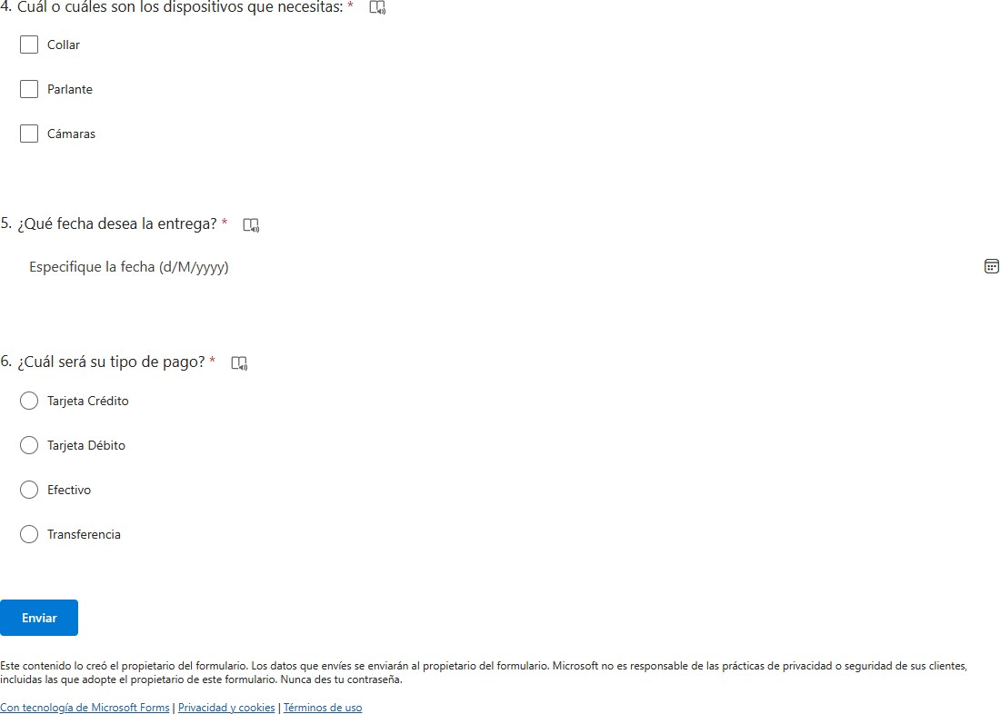 4. Cuál o cuáles son los dispositivos que necesitas: *
Collar
Parlante
Cámaras
5. ¿Qué fecha desea la entrega? *
Especifique la fecha (d/M/yyyy)
6. ¿Cuál será su tipo de pago? *
Tarjeta Crédito
Tarjeta Débito
Efectivo
Transferencia
Enviar
Este contenido lo creó el propietario del formulario. Los datos que envíes se enviarán al propietario del formulario. Microsoft no es responsable de las prácticas de privacidad o seguridad de sus clientes,
incluidas las que adopte el propietario de este formulario. Nunca des tu contraseña.
Con tecnología de Microsoft Forms | Privacidad y cookies | Términos de uso